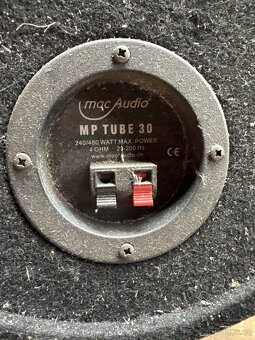 mac Audio
MP TUBE 30
240/480 WATT MAX. POWER
4 OHM - 20-200 Hz
www.mac-audio.de
CE